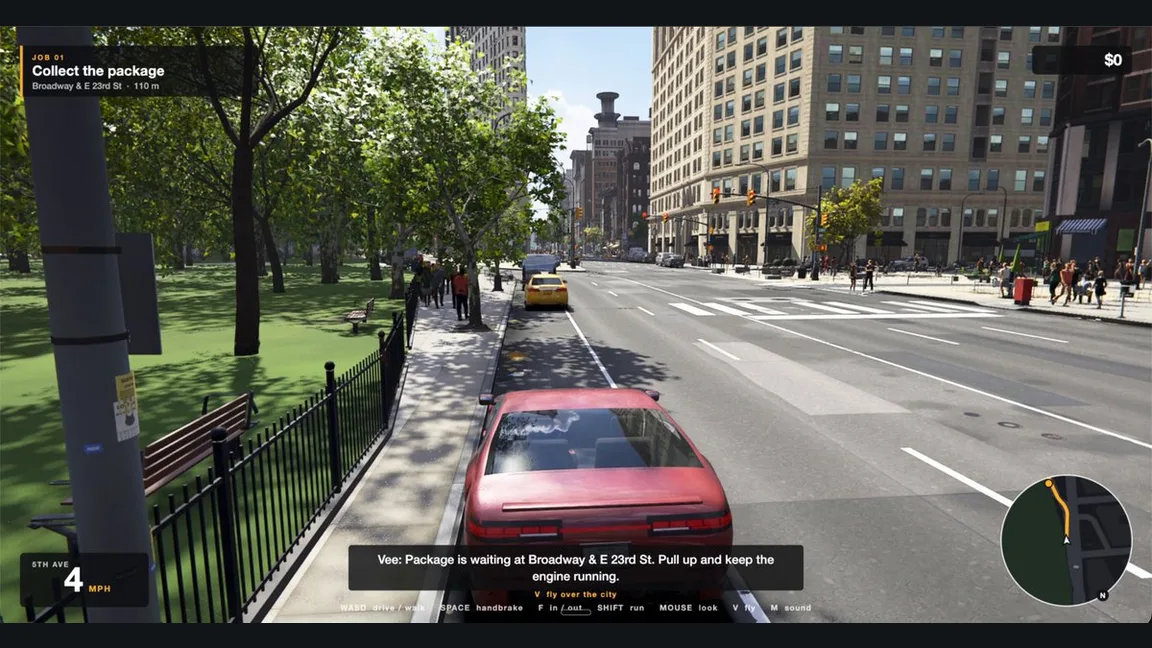 JOB 01
Collect the package
Broadway & E 23rd St · 110 m
$0
Vee: Package is waiting at Broadway & E 23rd St. Pull up and keep the
engine running.
V fly over the city
WASD drive / walk SPACE handbrake F in / out SHIFT run MOUSE look V fly M sound
5TH AVE
4 MPH
N